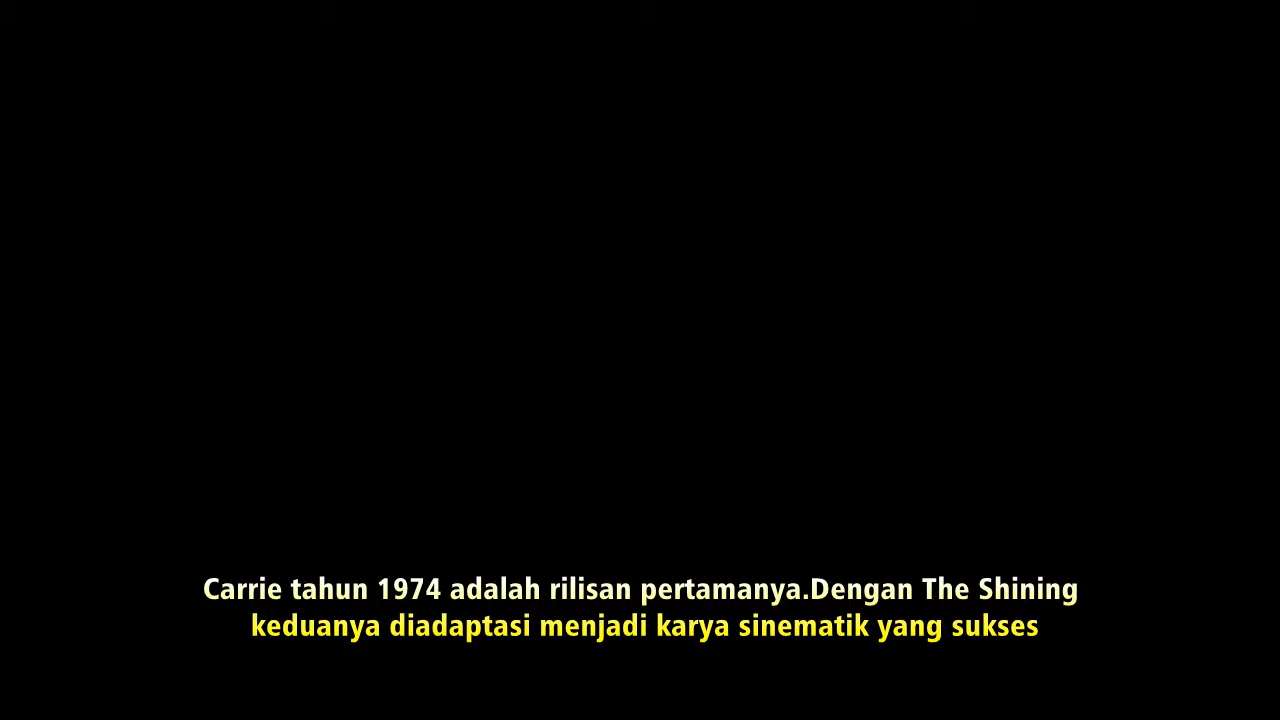 Carrie tahun 1974 adalah rilisan pertamanya.Dengan The Shining
keduanya diadaptasi menjadi karya sinematik yang sukses